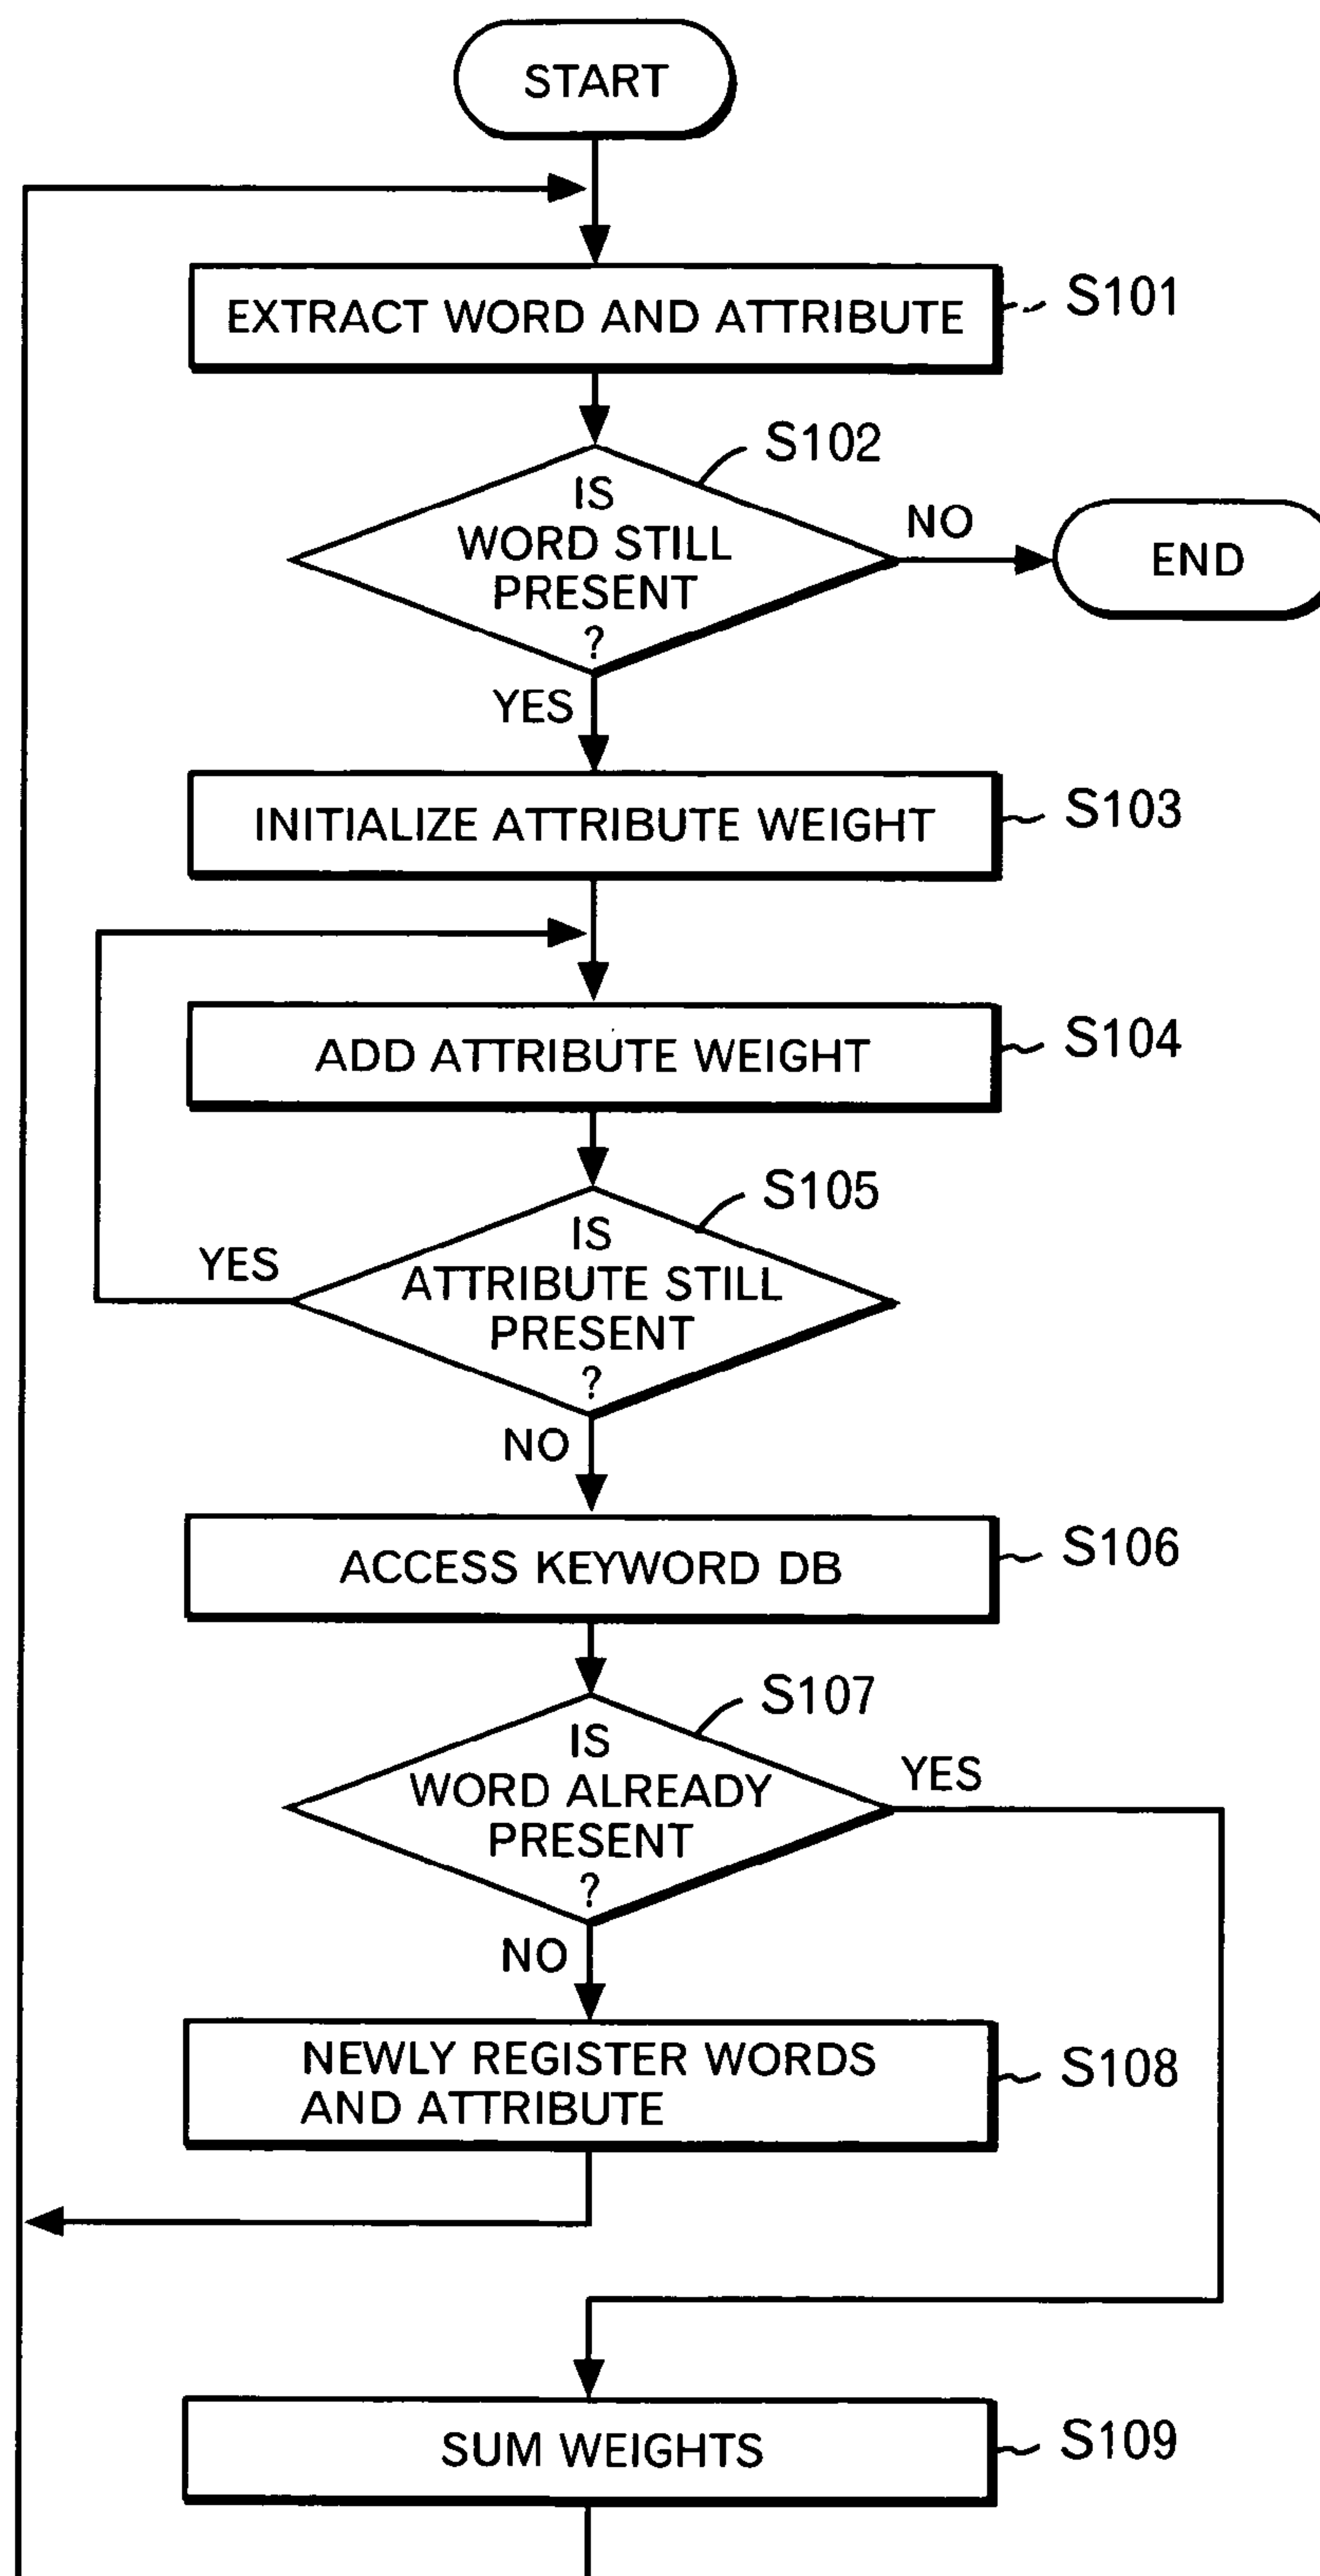 START
EXTRACT WORD AND ATTRIBUTE
S101
S102
IS
WORD STILL
PRESENT
?
NO
END
YES
INITIALIZE ATTRIBUTE WEIGHT
S103
ADD ATTRIBUTE WEIGHT
S104
S105
IS
ATTRIBUTE STILL
PRESENT
?
YES
NO
ACCESS KEYWORD DB
S106
S107
IS
WORD ALREADY
PRESENT
?
YES
NO
NEWLY REGISTER WORDS
AND ATTRIBUTE
S108
SUM WEIGHTS
S109